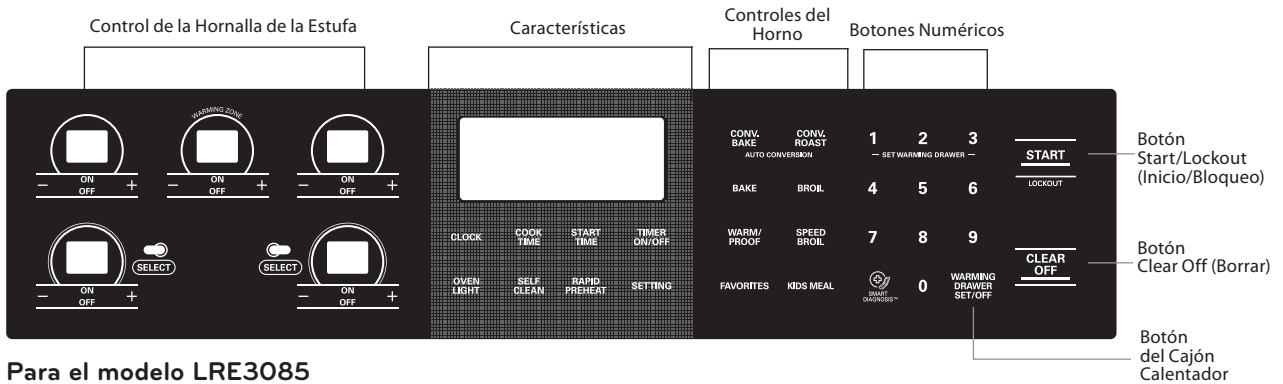 Control de la Hornalla de la Estufa
Características
Controles del
Horno
Botones Numéricos
WARMING ZONE
ON
OFF
ON
OFF
ON
OFF
SELECT
SELECT
ON
OFF
ON
OFF
CLOCK
COOK
TIME
START
TIME
TIMER
ON/OFF
OVEN
LIGHT
SELF
CLEAN
RAPID
PREHEAT
SETTING
CONV.
BAKE
CONV.
ROAST
AUTO CONVERSION
BAKE
BROIL
WARM/
PROOF
SPEED
BROIL
FAVORITES
KIDS MEAL
1 2 3
SET WARMING DRAWER
4 5 6
7 8 9
SMART
DIAGNOSIS™
0
WARMING
DRAWER
SET/OFF
START
LOCKOUT
CLEAR
OFF
Botón
Start/Lockout
(Inicio/Bloqueo)
Botón
Clear Off (Borrar)
Botón
del Cajón
Calentador
Para el modelo LRE3085